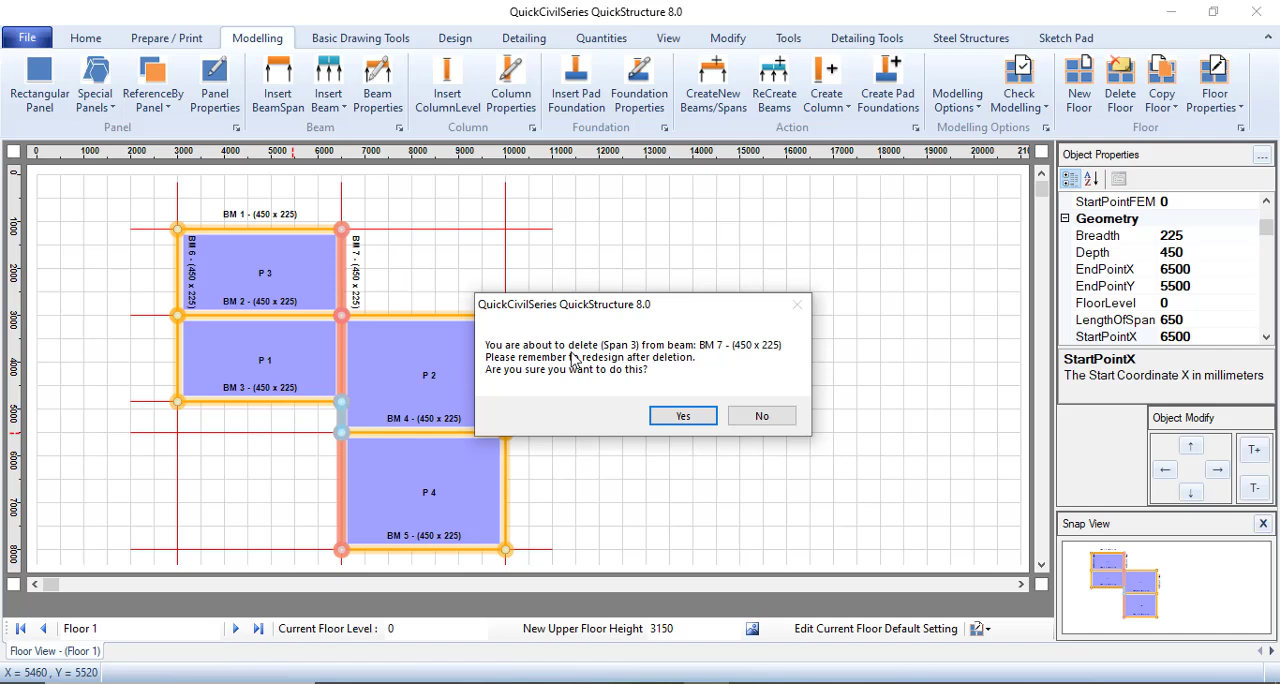 QuickCivilSeries QuickStructure 8.0
File Home Prepare / Print Modelling Basic Drawing Tools Design Detailing Quantities View Modify Tools Detailing Tools Steel Structures Sketch Pad
Rectangular Panel
Special Panels
ReferenceBy Panel
Panel Properties
Insert BeamSpan
Insert Beam
Beam Properties
Insert ColumnLevel
Column Properties
Insert Pad Foundation
Foundation Properties
CreateNew Beams/Spans
ReCreate Beams
Create Column
Create Pad Foundations
Modelling Options
Check Modelling
New Floor
Delete Floor
Copy Floor
Floor Properties
Panel Beam Column Foundation Action Modelling Options Floor
0 1000 2000 3000 4000 5000 6000 7000 8000 9000 10000 11000 12000 13000 14000 15000 16000 17000 18000 19000 20000 210
0
1000
2000
3000
4000
5000
6000
7000
8000
BM 1 - (450 x 225)
BM 6 - (450 x 225)
BM 7 - (450 x 225)
P 3
BM 2 - (450 x 225)
P 1
BM 3 - (450 x 225)
P 2
BM 4 - (450 x 225)
P 4
BM 5 - (450 x 225)
QuickCivilSeries QuickStructure 8.0
You are about to delete (Span 3) from beam: BM 7 - (450 x 225)
Please remember to redesign after deletion.
Are you sure you want to do this?
Yes No
Object Properties
...
StartPointFEM 0
Geometry
Breadth 225
Depth 450
EndPointX 6500
EndPointY 5500
FloorLevel 0
LengthOfSpan 650
StartPointX 6500
StartPointX
The Start Coordinate X in millimeters
Object Modify
T+
T-
Snap View
Floor 1
Current Floor Level : 0
New Upper Floor Height 3150
Edit Current Floor Default Setting
Floor View - (Floor 1)
X = 5460 , Y = 5520